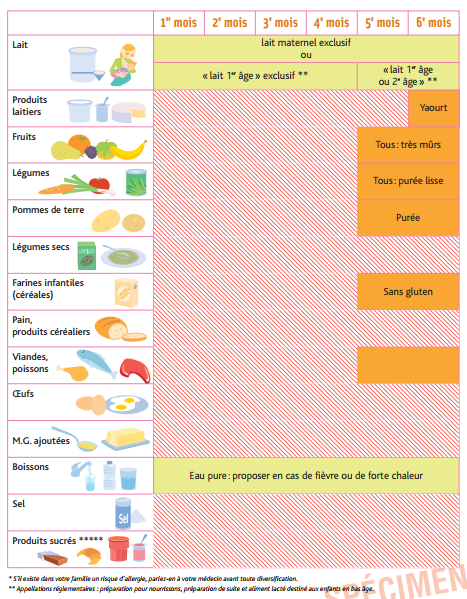 1er mois 2e mois 3e mois 4e mois 5e mois 6e mois
Lait
lait maternel exclusif
ou
« lait 1er âge » exclusif **
« lait 1er âge
ou 2e âge » **
Produits
laitiers
Yaourt
Fruits
Tous : très mûrs
Légumes
Tous : purée lisse
Pommes de terre
Purée
Légumes secs
Farines infantiles
(céréales)
Sans gluten
Pain,
produits céréaliers
Viandes,
poissons
Œufs
M.G. ajoutées
Boissons
Eau pure : proposer en cas de fièvre ou de forte chaleur
Sel
Sel
Produits sucrés *****
* S'il existe dans votre famille un risque d'allergie, parlez-en à votre médecin avant toute diversification.
** Appellations réglementaires : préparation pour nourrissons, préparation de suite et aliment lacté destiné aux enfants en bas âge.
SPÉCIMEN